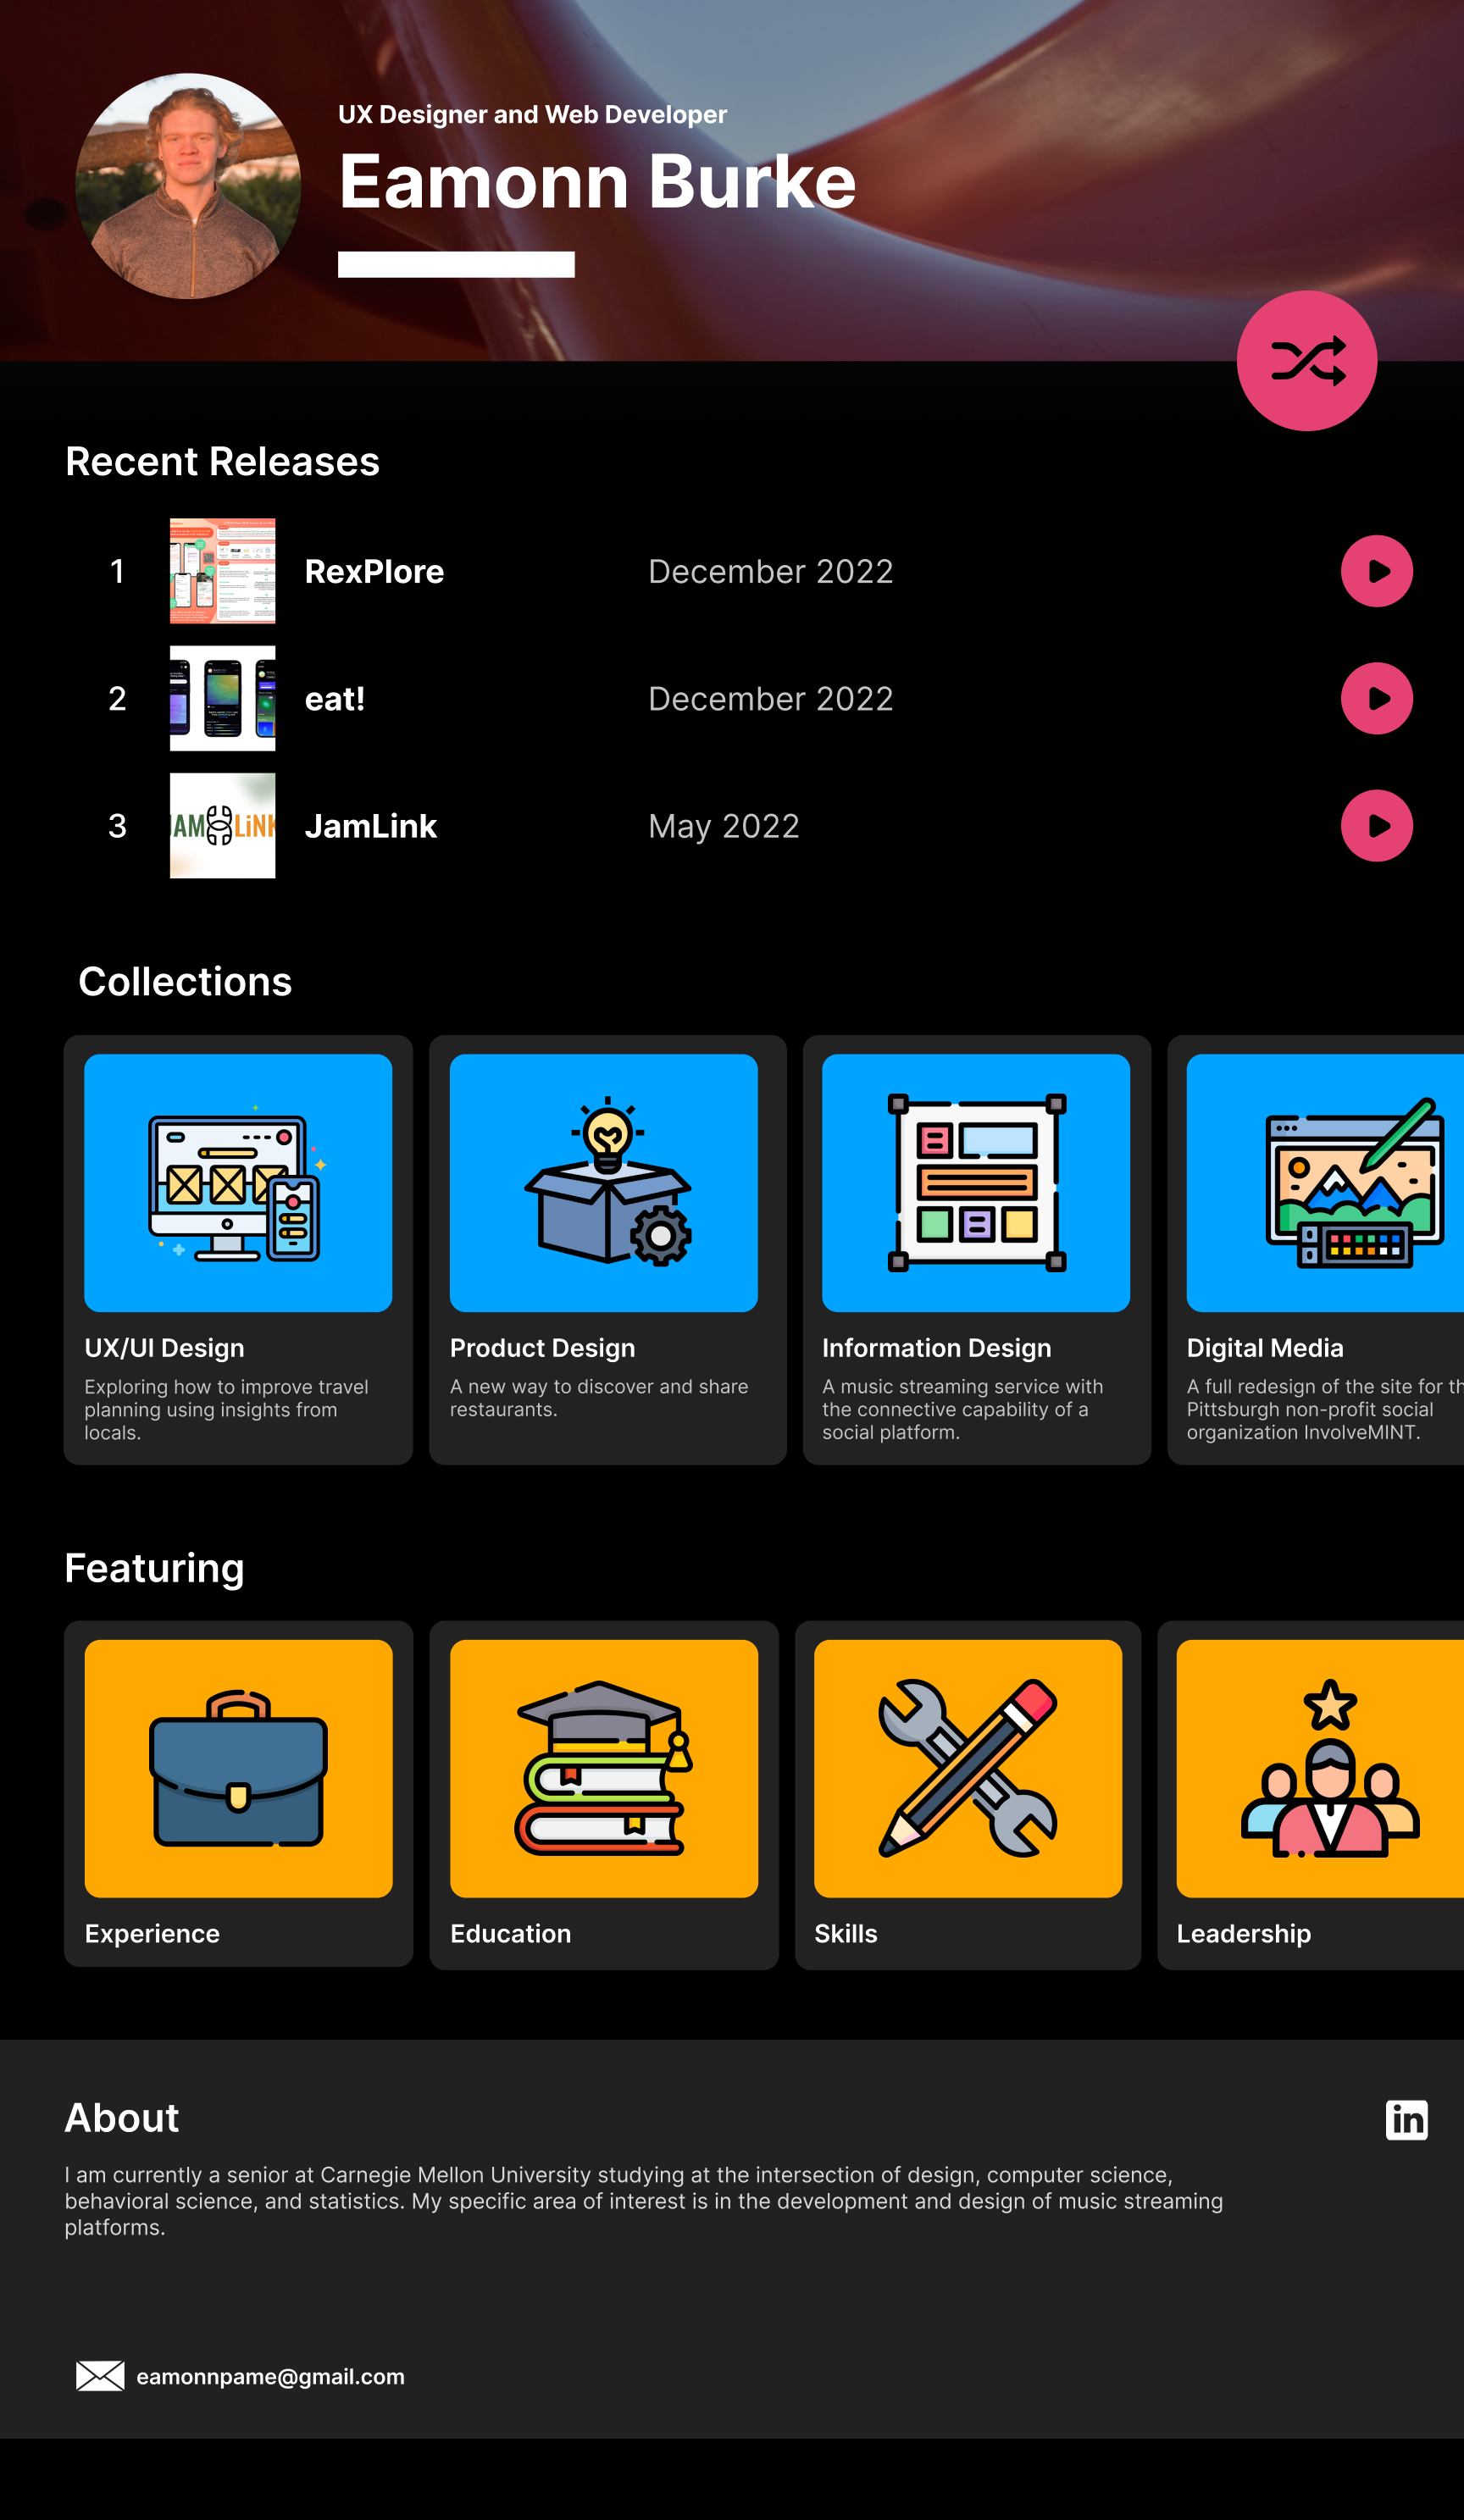 UX Designer and Web Developer
Eamonn Burke
Recent Releases
1
RexPlore
December 2022
2
eat!
December 2022
3
JAM LiNK
JamLink
May 2022
Collections
UX/UI Design
Exploring how to improve travel
planning using insights from
locals.
Product Design
A new way to discover and share
restaurants.
Information Design
A music streaming service with
the connective capability of a
social platform.
Digital Media
A full redesign of the site for th
Pittsburgh non-profit social
organization InvolveMINT.
Featuring
Experience
Education
Skills
Leadership
About
in
I am currently a senior at Carnegie Mellon University studying at the intersection of design, computer science,
behavioral science, and statistics. My specific area of interest is in the development and design of music streaming
platforms.
eamonnpame@gmail.com